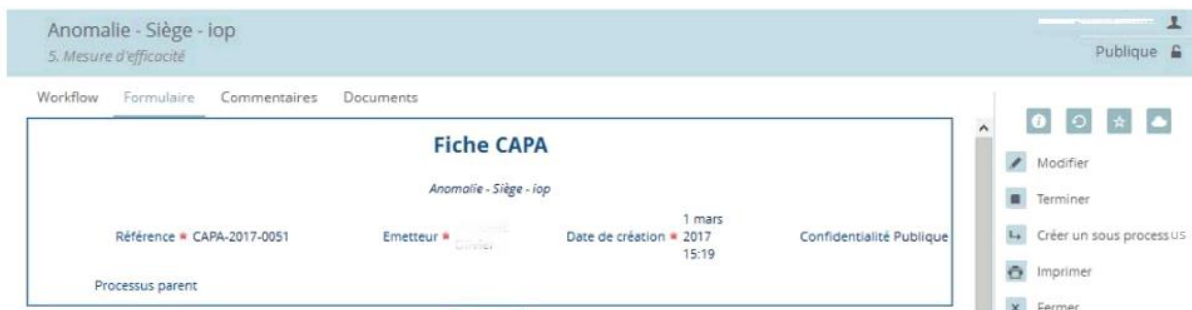 Anomalie - Siège - iop
5. Mesure d'efficacité
Publique
Workflow Formulaire Commentaires Documents
Fiche CAPA
Anomalie - Siège - iop
Référence * CAPA-2017-0051 Emetteur * Date de création * 1 mars 2017 15:19 Confidentialité Publique
Processus parent
Modifier
Terminer
Créer un sous processus
Imprimer
Fermer